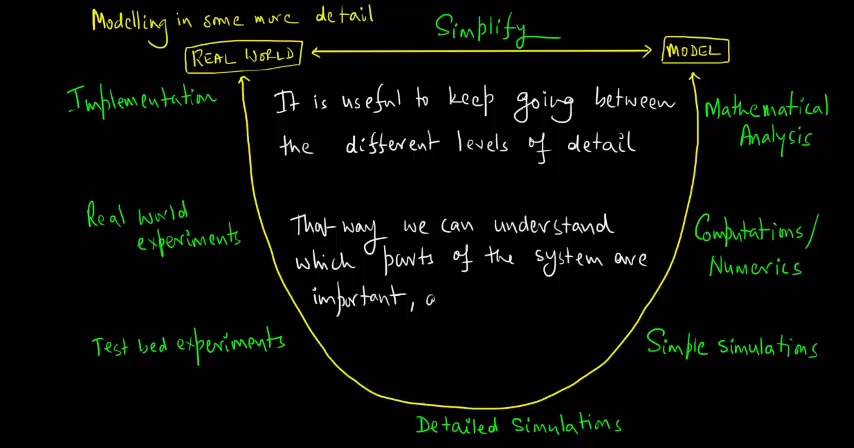 Modelling in some more detail
Simplify
REAL WORLD
MODEL
Implementation
It is useful to keep going between
the different levels of detail
Mathematical
Analysis
Real world
experiments
That way we can understand
which parts of the system are
important,
Computations/
Numerics
Test bed experiments
Simple simulations
Detailed simulations